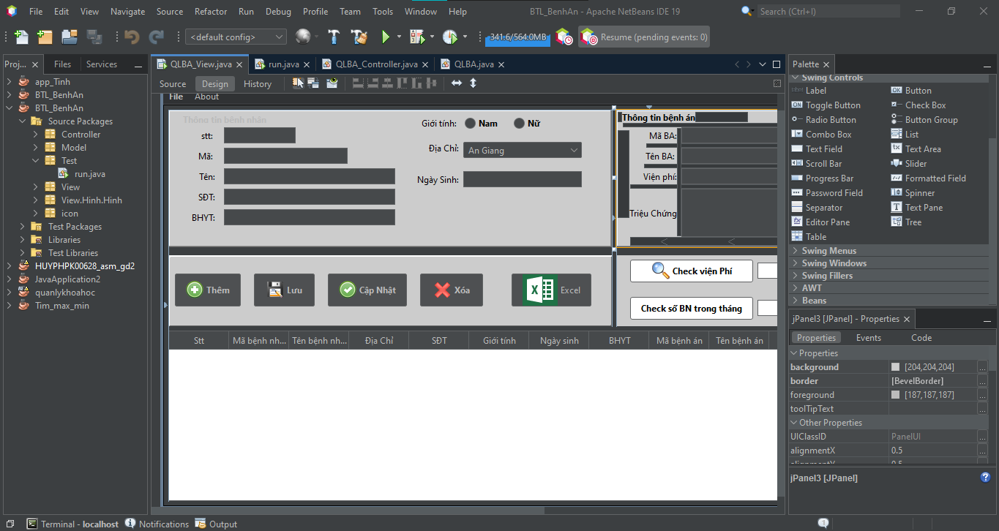 File Edit View Navigate Source Refactor Run Debug Profile Team Tools Window Help
BTL_BenhAn - Apache NetBeans IDE 19
Search (Ctrl+I)
<default config>
341.6/564.0MB
Resume (pending events: 0)
Proj... Files Services
app_Tinh
BTL_BenhAn
BTL_BenhAn
Source Packages
Controller
Model
Test
run.java
View
View.Hinh.Hinh
icon
Test Packages
Libraries
Test Libraries
HUYPHPK00628_asm_gd2
JavaApplication2
quanlykhoahoc
Tim_max_min
QLBA_View.java run.java QLBA_Controller.java QLBA.java
Source Design History
File About
Thông tin bệnh nhân
stt:
Mã:
Tên:
SĐT:
BHYT:
Giới tính: Nam Nữ
Địa Chỉ: An Giang
Ngày Sinh:
Thông tin bệnh án
Mã BA:
Tên BA:
Viện phí:
Triệu Chứng
Thêm Lưu Cập Nhật Xóa Excel
Check viện Phí
Check số BN trong tháng
Stt Mã bệnh nh... Tên bệnh nh... Địa Chỉ SĐT Giới tính Ngày sinh BHYT Mã bệnh án Tên bệnh án
Palette
Swing Controls
Label Button
Toggle Button Check Box
Radio Button Button Group
Combo Box List
Text Field Text Area
Scroll Bar Slider
Progress Bar Formatted Field
Password Field Spinner
Separator Text Pane
Editor Pane Tree
Table
Swing Menus
Swing Windows
Swing Fillers
AWT
Beans
jPanel3 [JPanel] - Properties
Properties Events Code
Properties
background [204,204,204] ...
border [BevelBorder] ...
foreground [187,187,187] ...
toolTipText ...
Other Properties
UIClassID PanelUI ...
alignmentX 0.5 ...
alignmentY 0.5
jPanel3 [JPanel]
Terminal - localhost Notifications Output
1